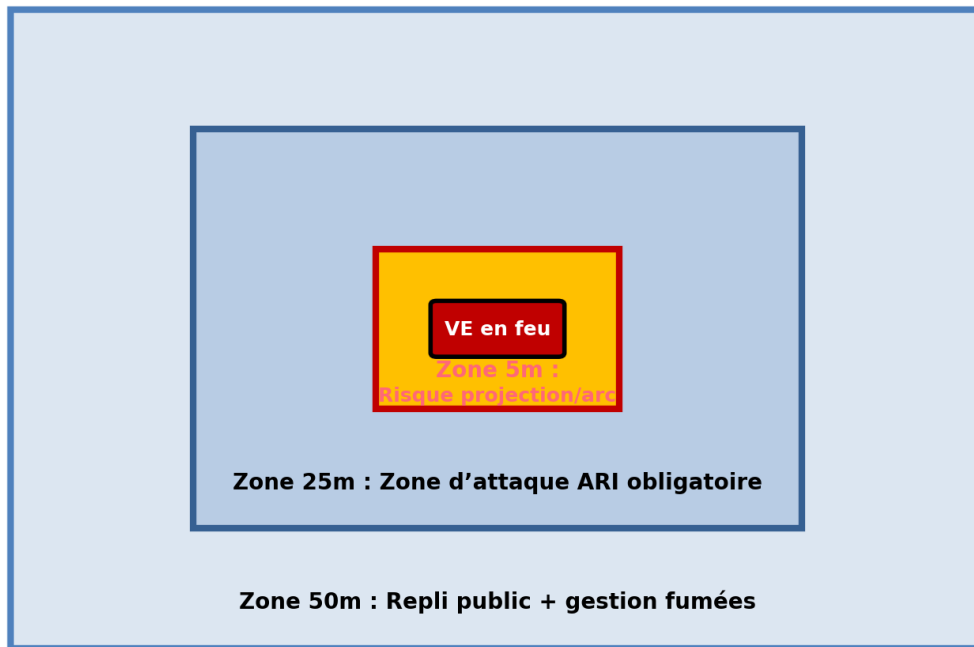 VE en feu
Zone 5m :
Risque projection/arc
Zone 25m : Zone d’attaque ARI obligatoire
Zone 50m : Repli public + gestion fumées